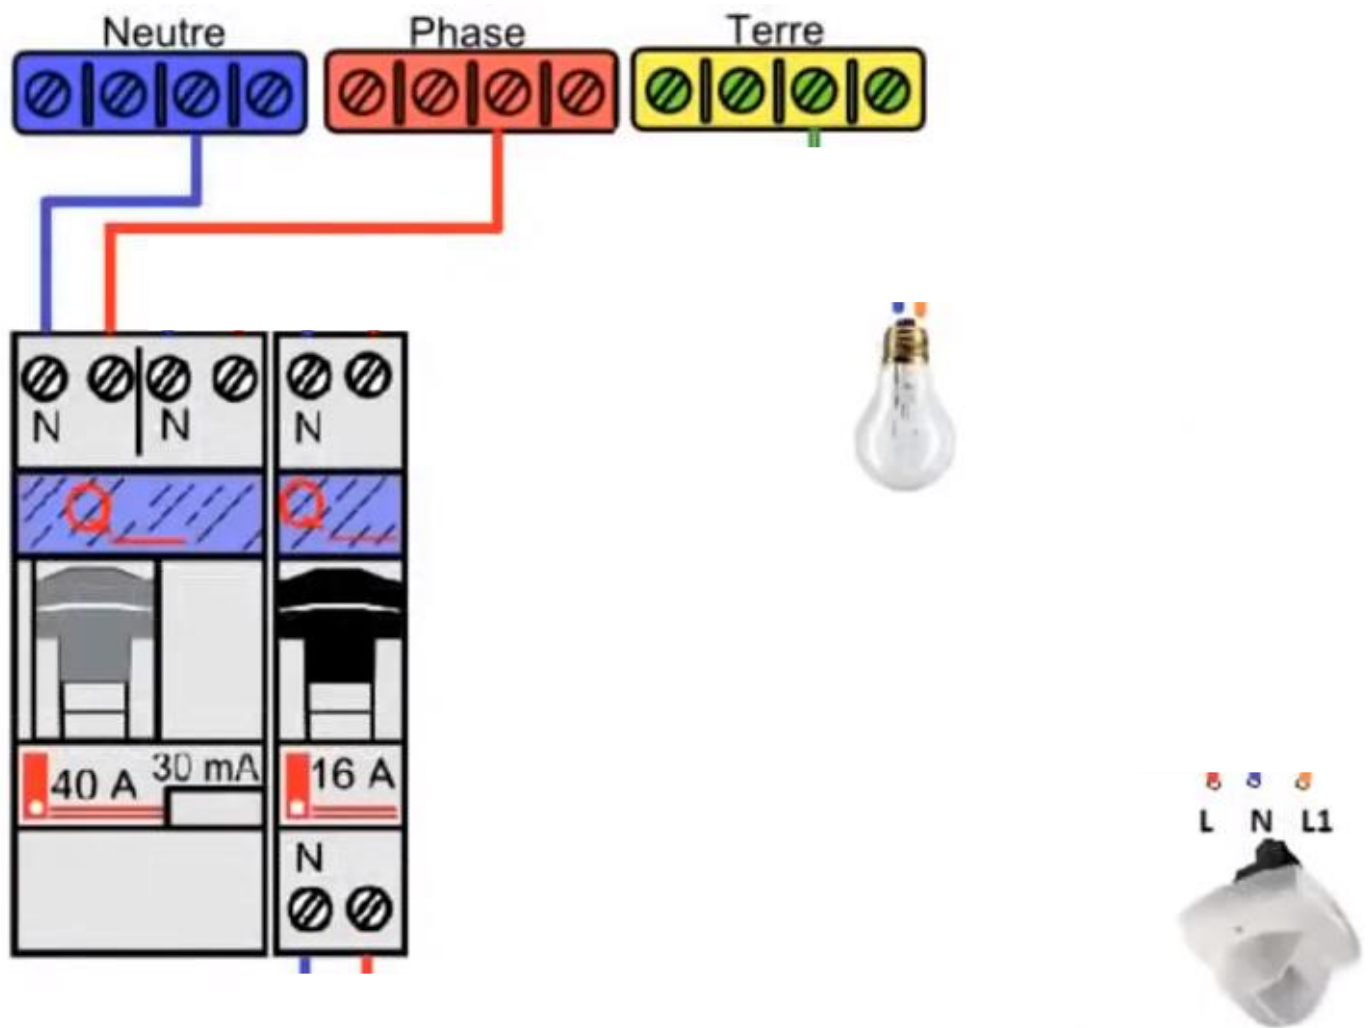 Neutre Phase Terre
N N N
Q Q
40 A 30 mA 16 A
N
L N L1